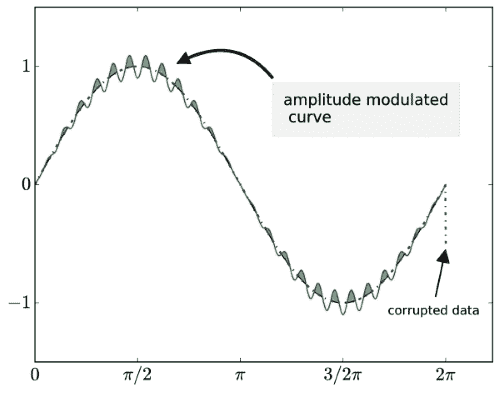 1
amplitude modulated
curve
0
−1
corrupted data
0
π/2
π
3/2π
2π